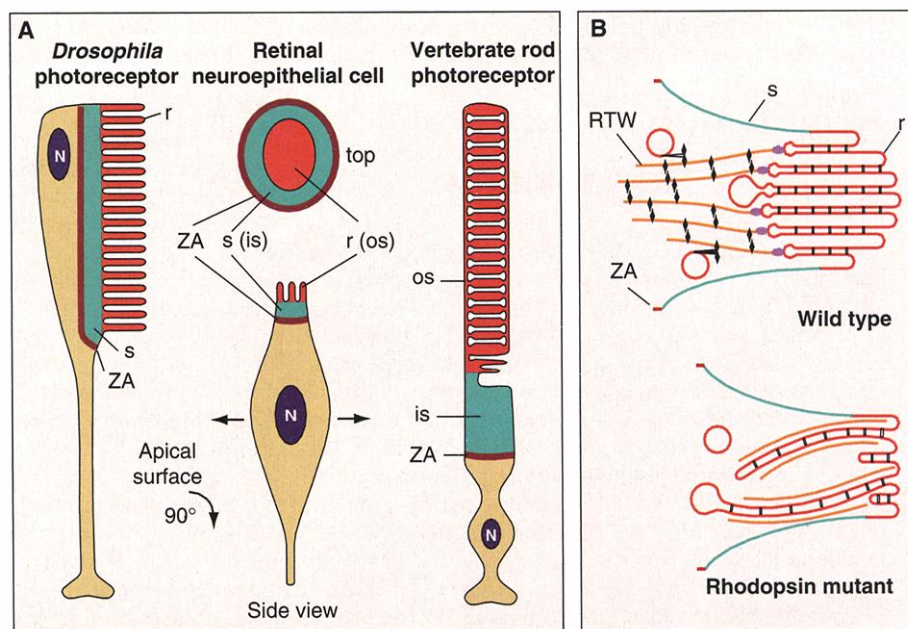 A
Drosophila
photoreceptor
Retinal
neuroepithelial cell
Vertebrate rod
photoreceptor
N
r
s
ZA
top
ZA
s (is)
r (os)
N
Apical
surface
90°
Side view
os
is
ZA
N
B
s
RTW
r
ZA
Wild type
Rhodopsin mutant